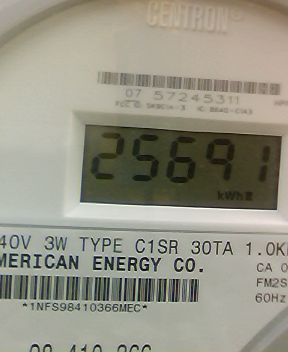 CENTRON®
07 57245311
25691
kWh
40V 3W TYPE C1SR 30TA 1.0K
MERICAN ENERGY CO.
CA 0
FM2S
60Hz
*1NFS98410366MEC*